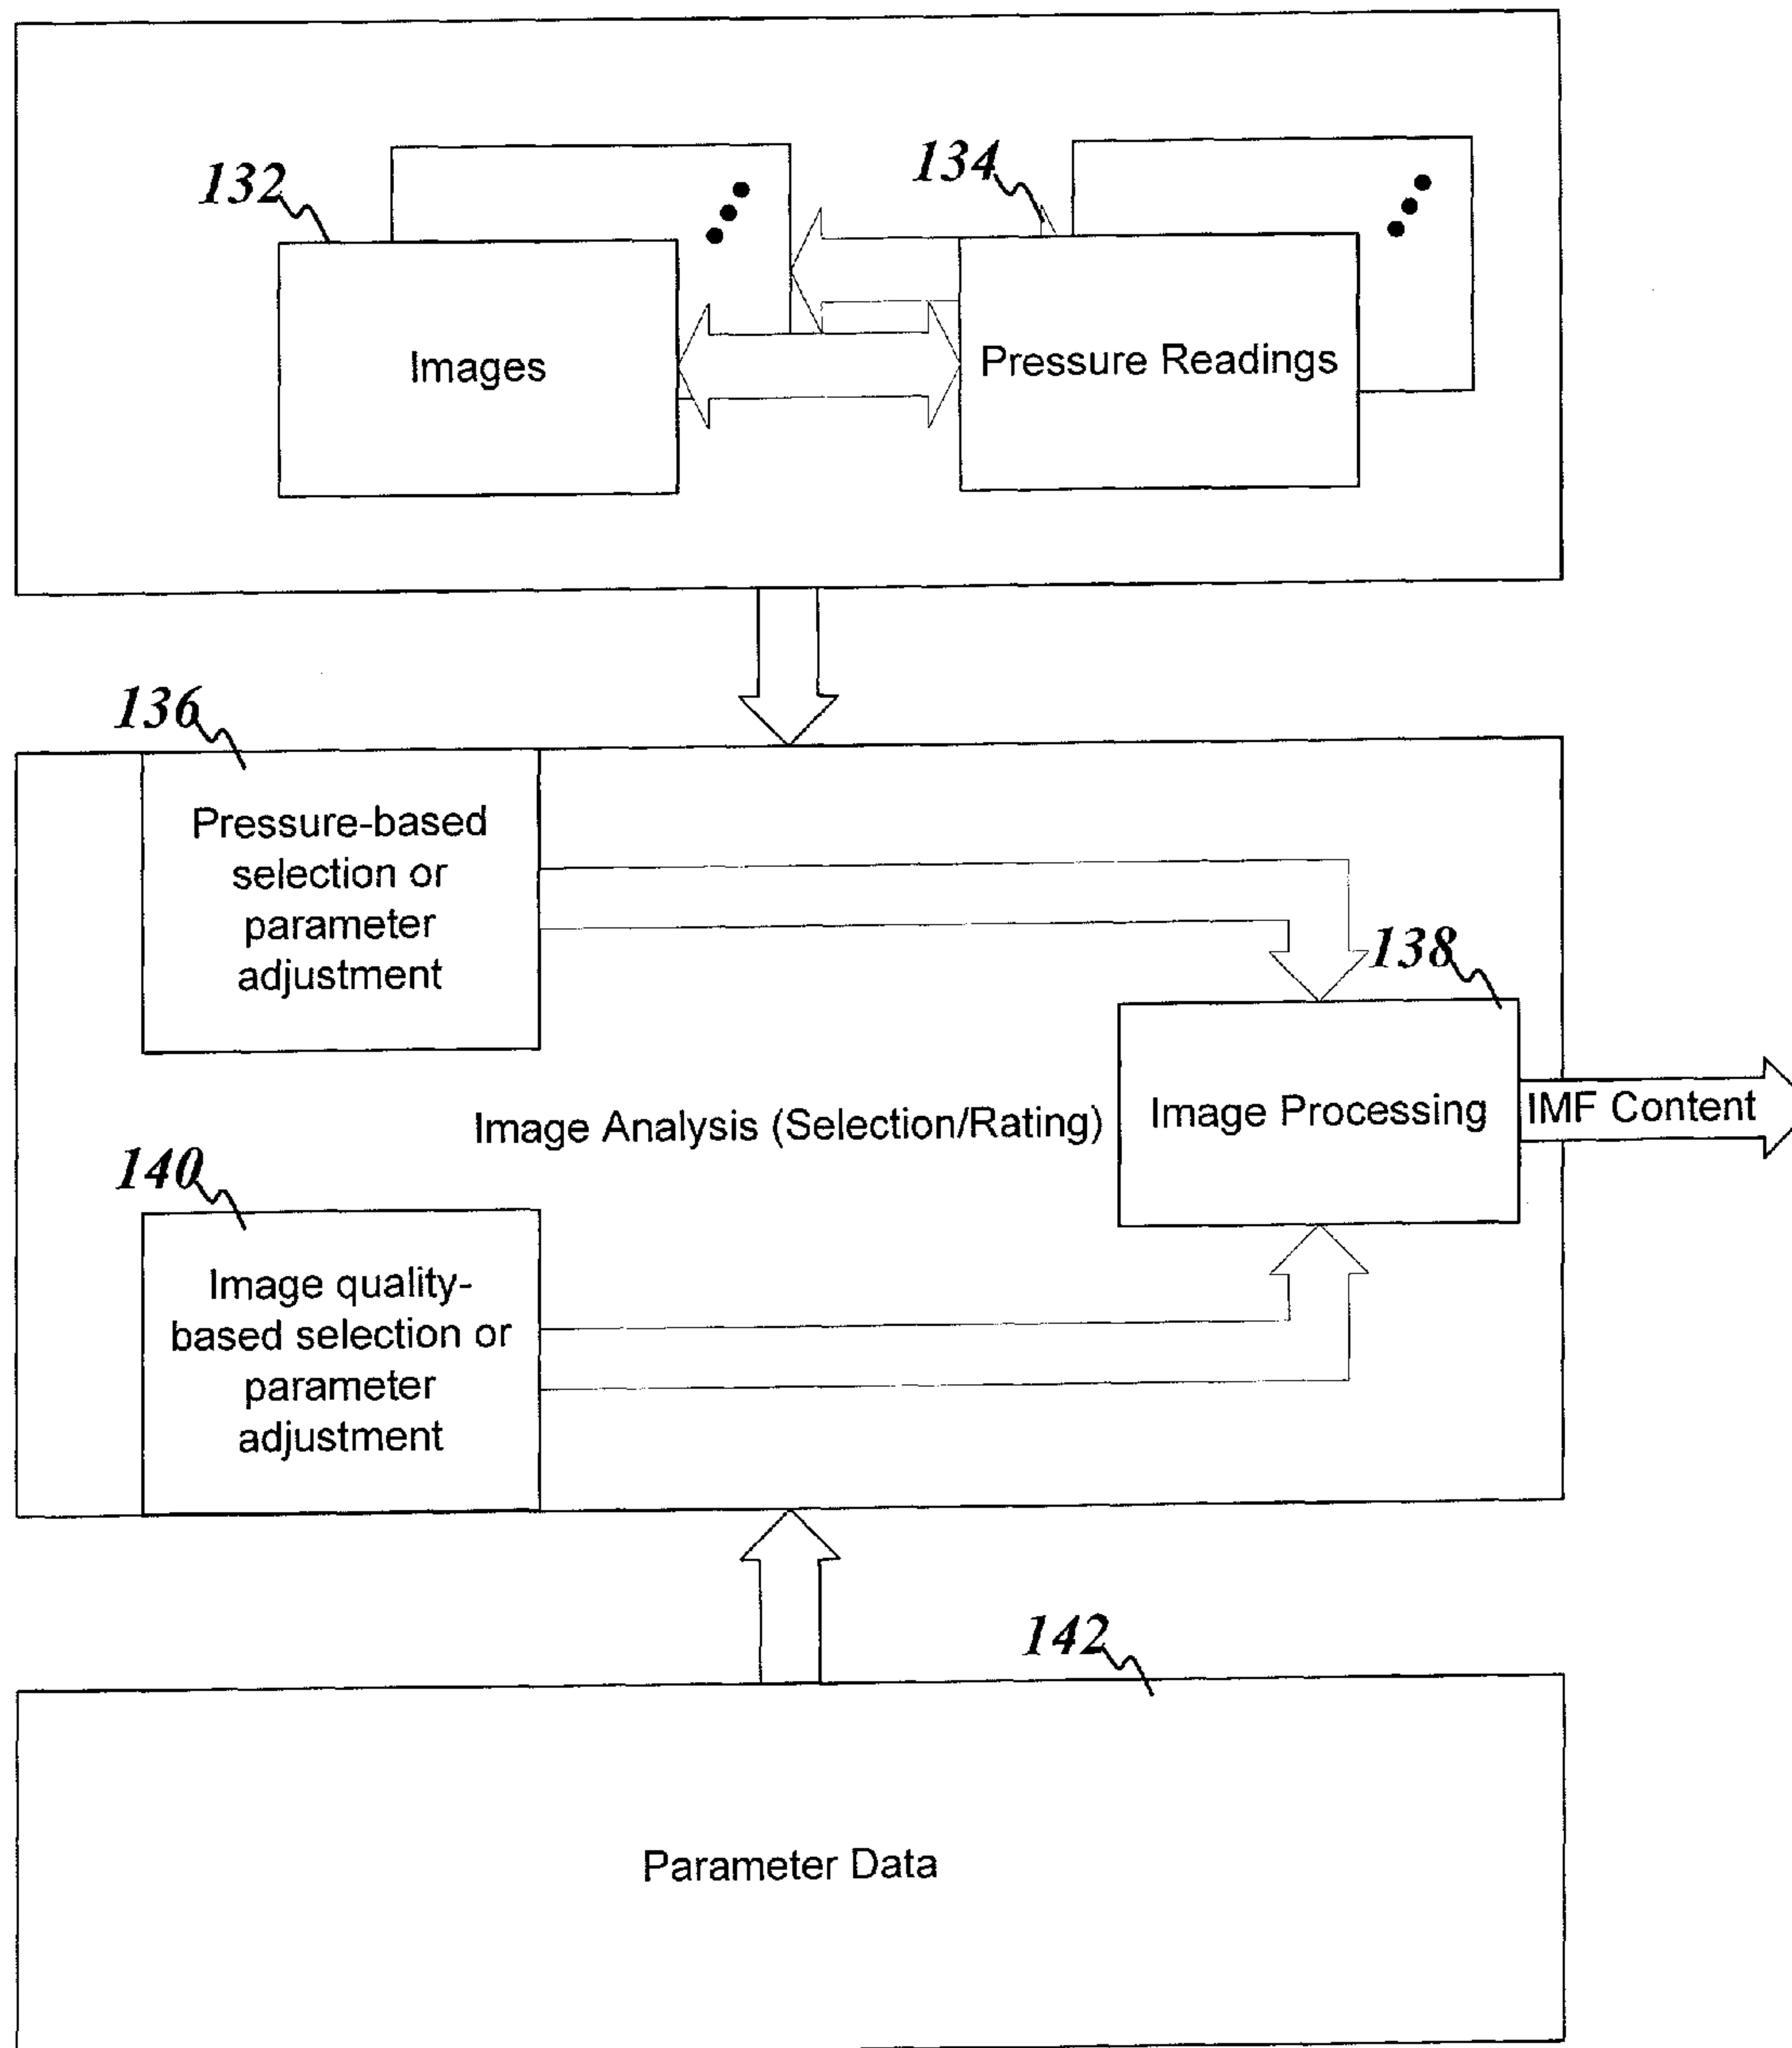 132
134
Images
Pressure Readings
136
Pressure-based
selection or
parameter
adjustment
138
Image Analysis (Selection/Rating)
Image Processing
IMF Content
140
Image quality-
based selection or
parameter
adjustment
142
Parameter Data